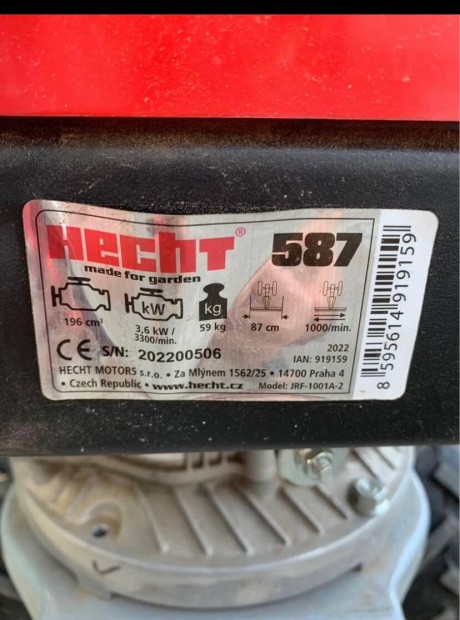 HECHT® 587
made for garden
kW
kg
196 cm³
3,6 kW /
3300/min.
59 kg
87 cm
1000/min.
CE S/N: 202200506
2022
IAN: 919159
HECHT MOTORS s.r.o. • Za Mlýnem 1562/25 • 14700 Praha 4
• Czech Republic • www.hecht.cz
Model: JRF-1001A-2
8 595614 919159